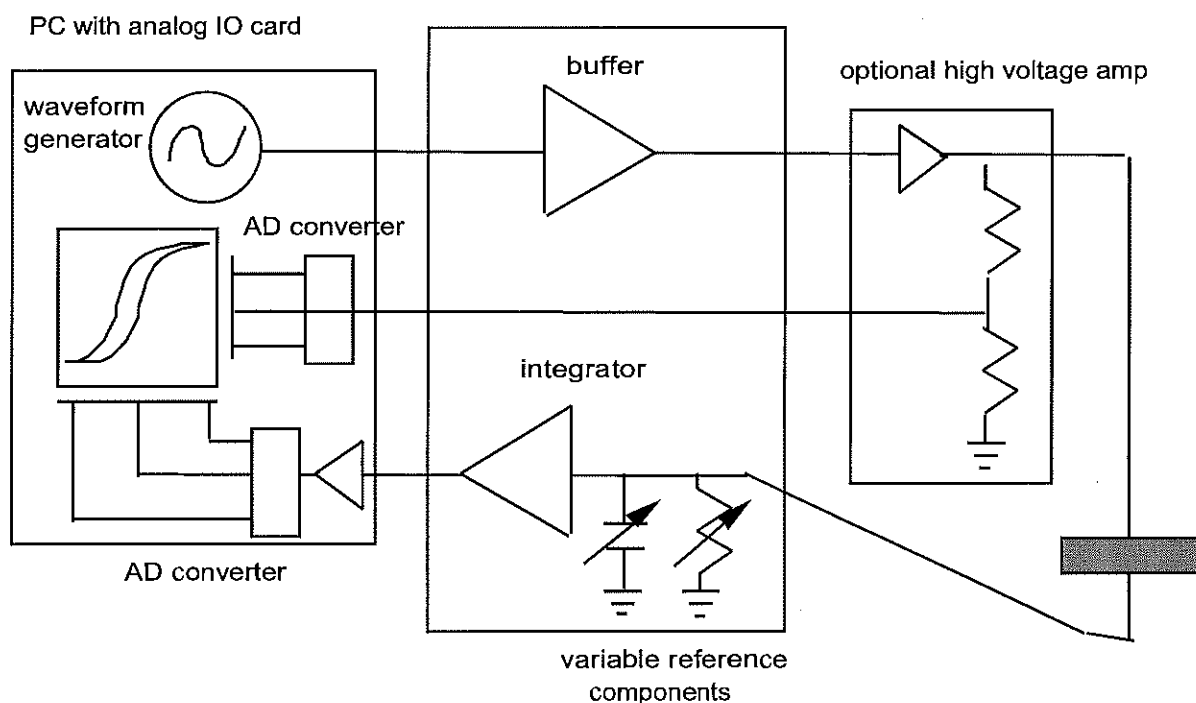 PC with analog IO card
buffer
optional high voltage amp
waveform
generator
AD converter
integrator
AD converter
variable reference
components